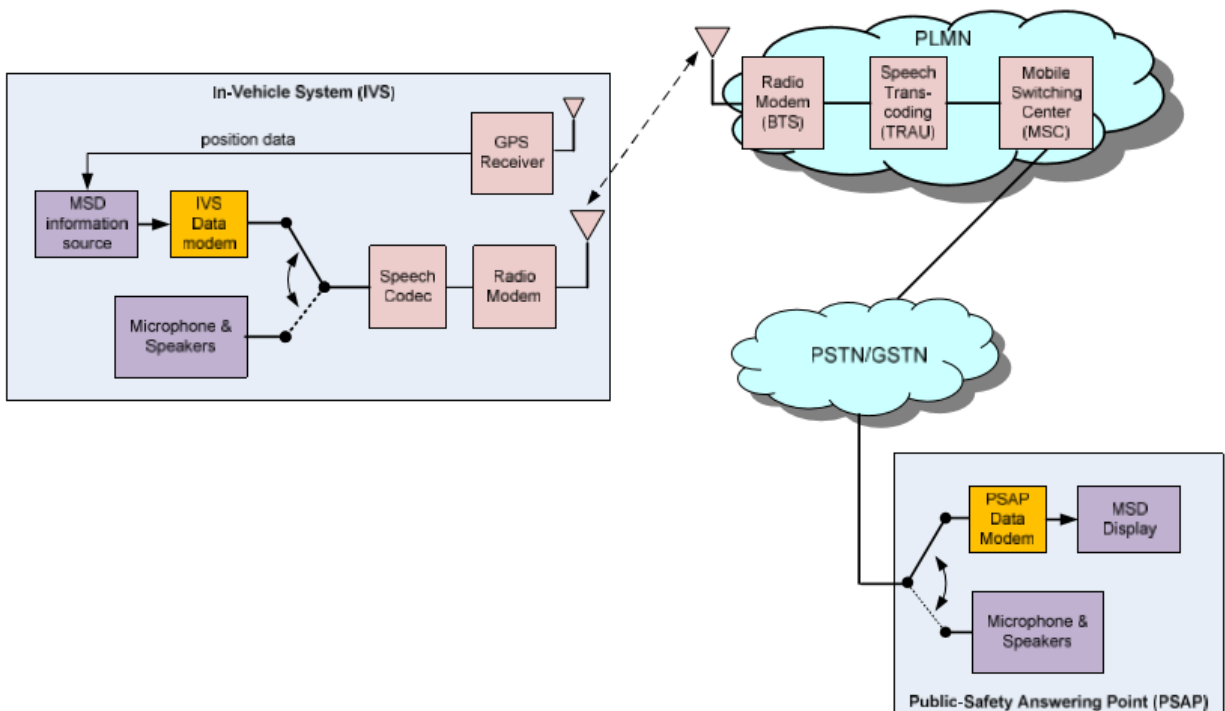 In-Vehicle System (IVS)
position data
GPS
Receiver
MSD
information
source
IVS
Data
modem
Speech
Codec
Radio
Modem
Microphone &
Speakers
PLMN
Radio
Modem
(BTS)
Speech
Trans-
coding
(TRAU)
Mobile
Switching
Center
(MSC)
PSTN/GSTN
PSAP
Data
Modem
MSD
Display
Microphone &
Speakers
Public-Safety Answering Point (PSAP)